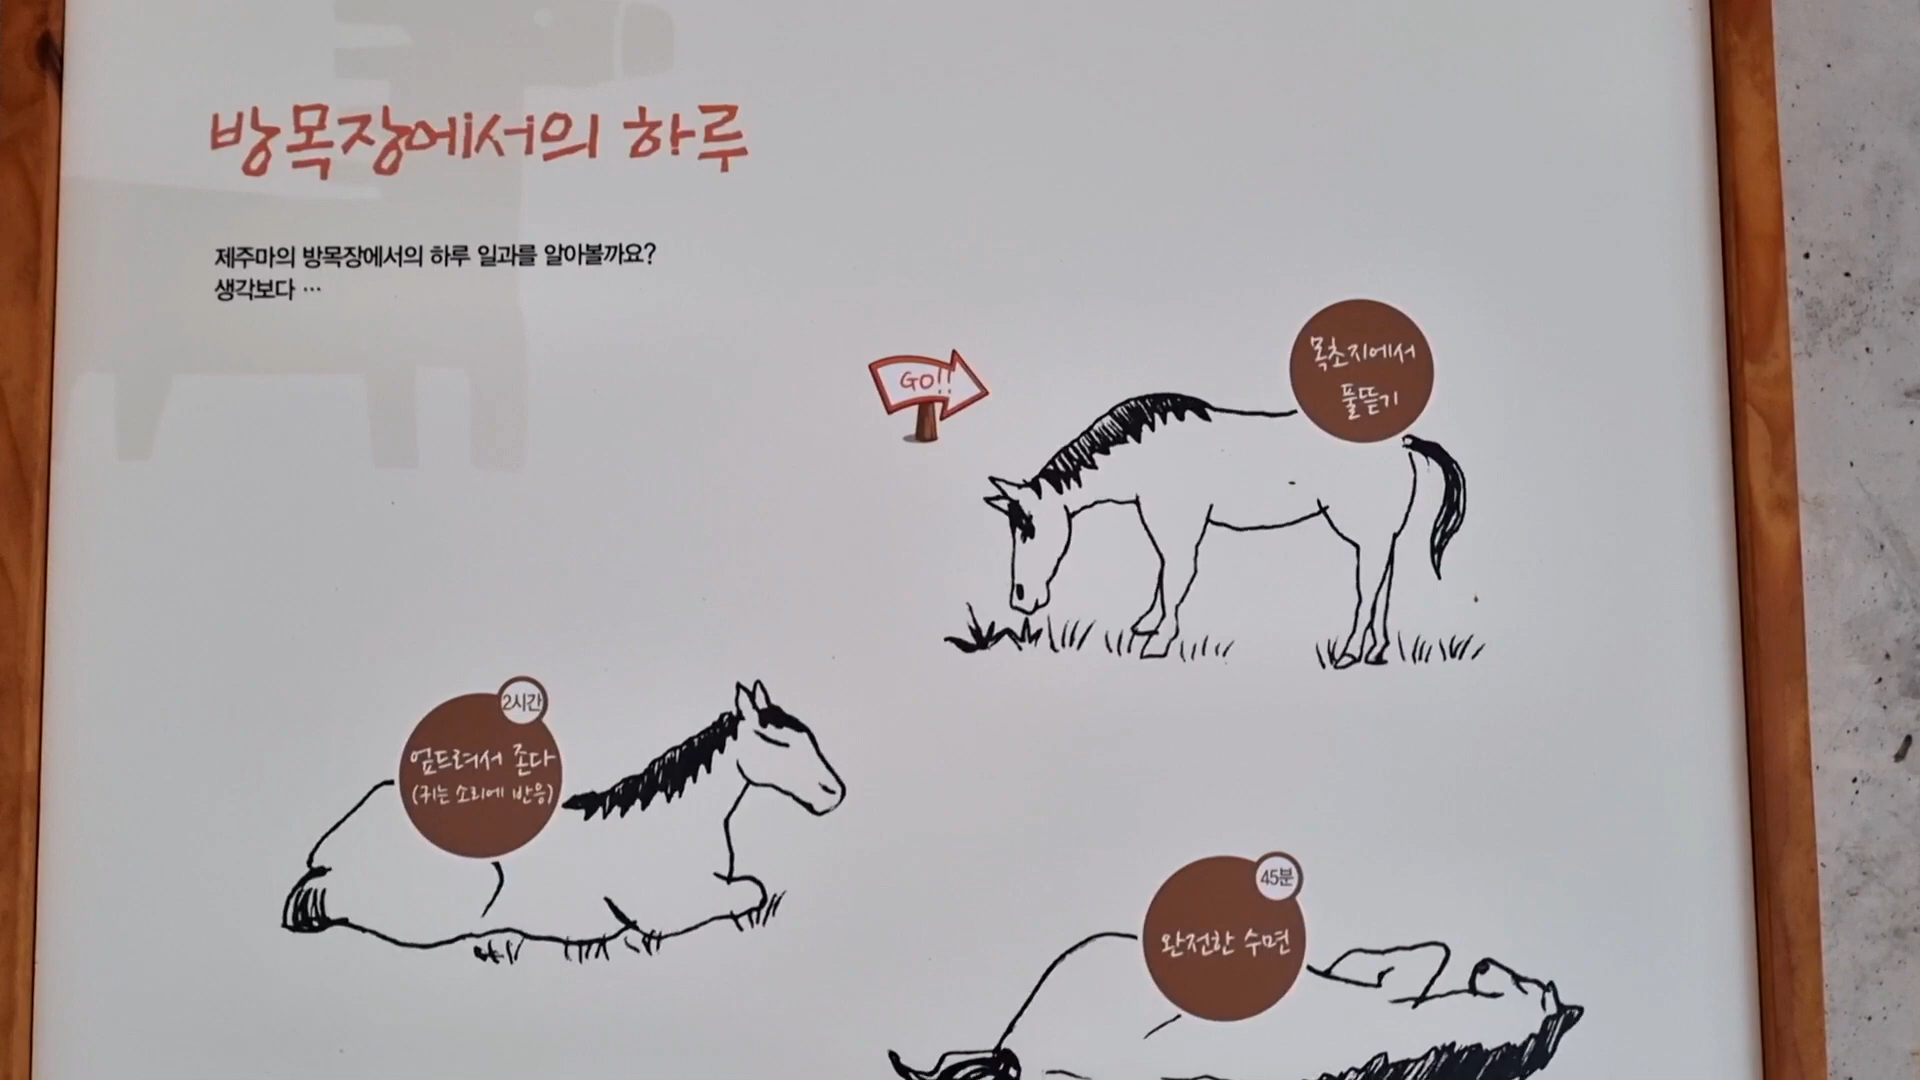 방목장에서의 하루
제주마의 방목장에서의 하루 일과를 알아볼까요?
생각보다 …
GO!!
목초지에서
풀뜯기
2시간
엎드려서 존다
(귀는 소리에 반응)
45분
완전한 수면